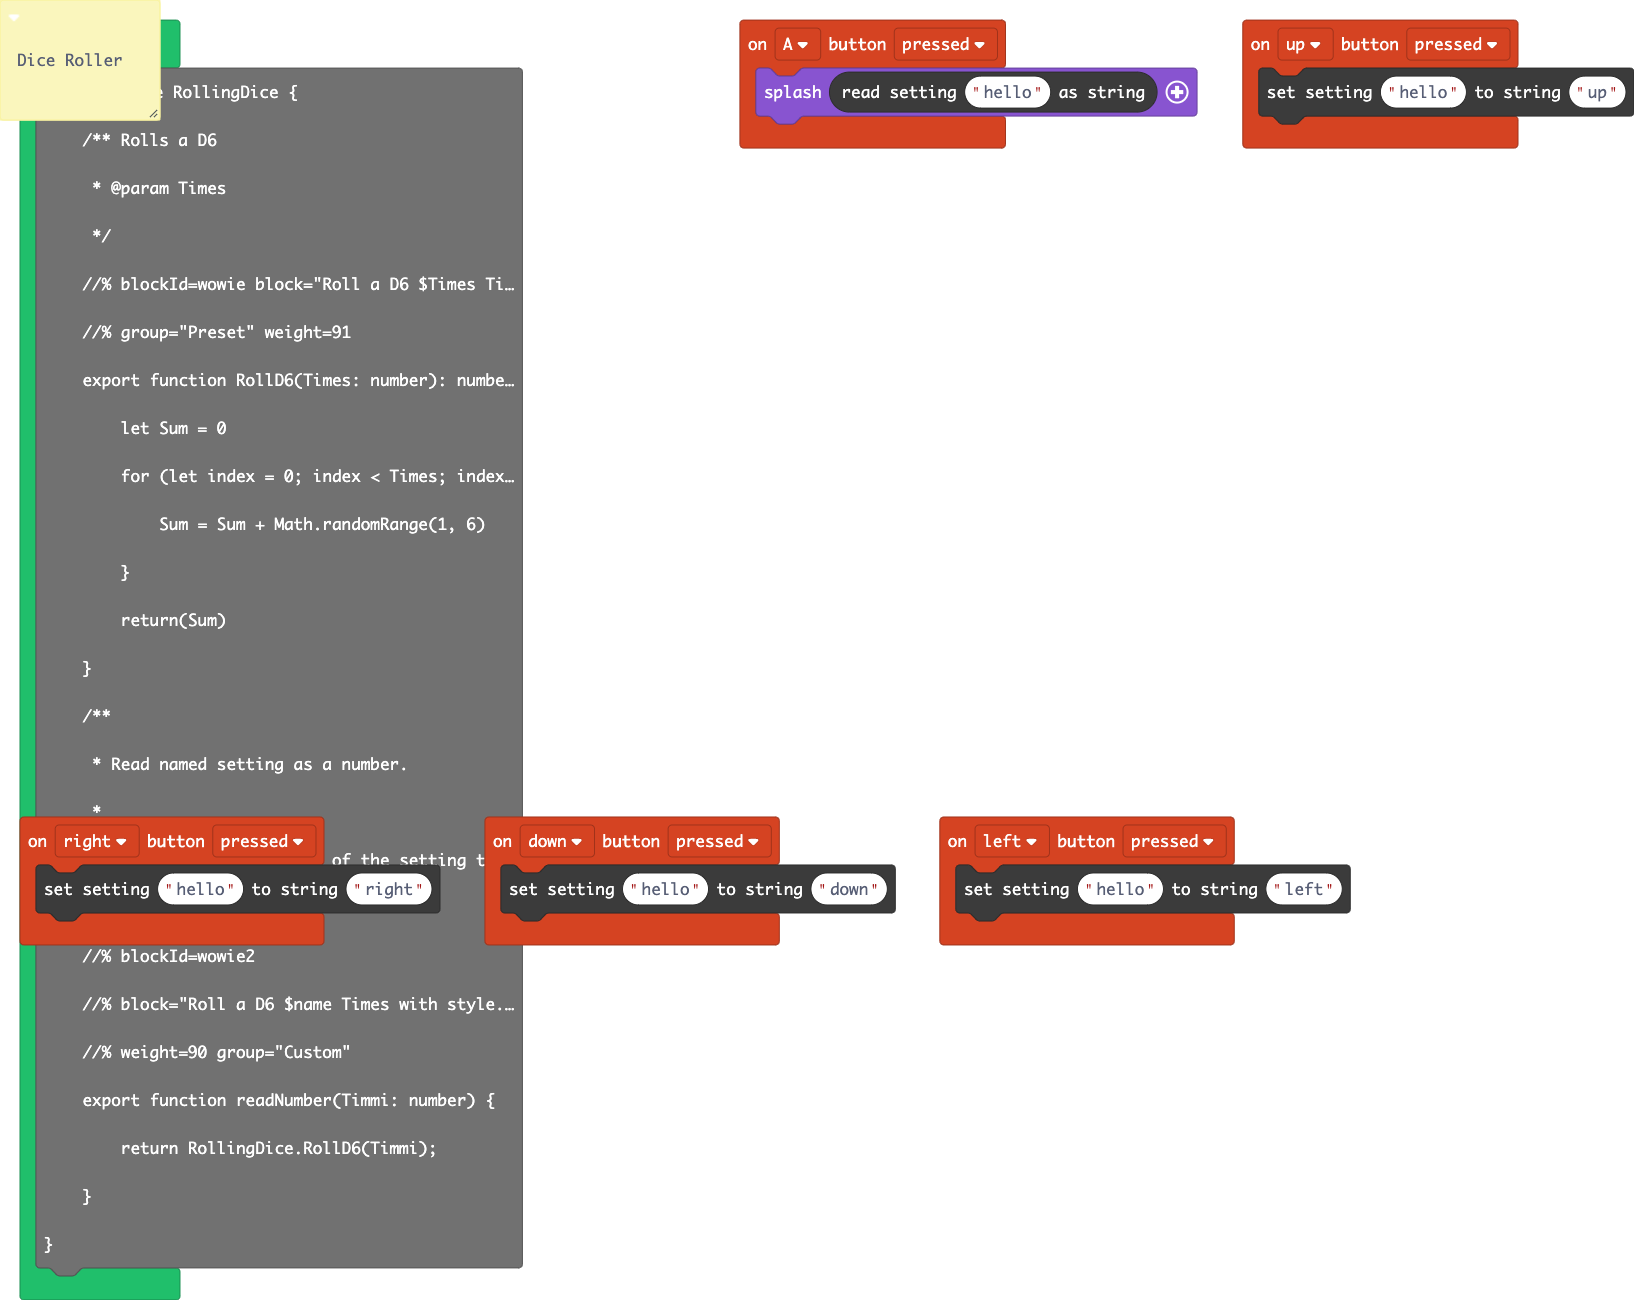 Dice Roller
RollingDice {
/** Rolls a D6
* @param Times
*/
//% blockId=wowie block="Roll a D6 $Times Ti…
//% group="Preset" weight=91
export function RollD6(Times: number): numbe…
let Sum = 0
for (let index = 0; index < Times; index…
Sum = Sum + Math.randomRange(1, 6)
}
return(Sum)
}
/**
* Read named setting as a number.
*
of the setting
//% blockId=wowie2
//% block="Roll a D6 $name Times with style.…
//% weight=90 group="Custom"
export function readNumber(Timmi: number) {
return RollingDice.RollD6(Timmi);
}
}
on A button pressed
splash read setting "hello" as string
on up button pressed
set setting "hello" to string "up"
on right button pressed
set setting "hello" to string "right"
on down button pressed
set setting "hello" to string "down"
on left button pressed
set setting "hello" to string "left"